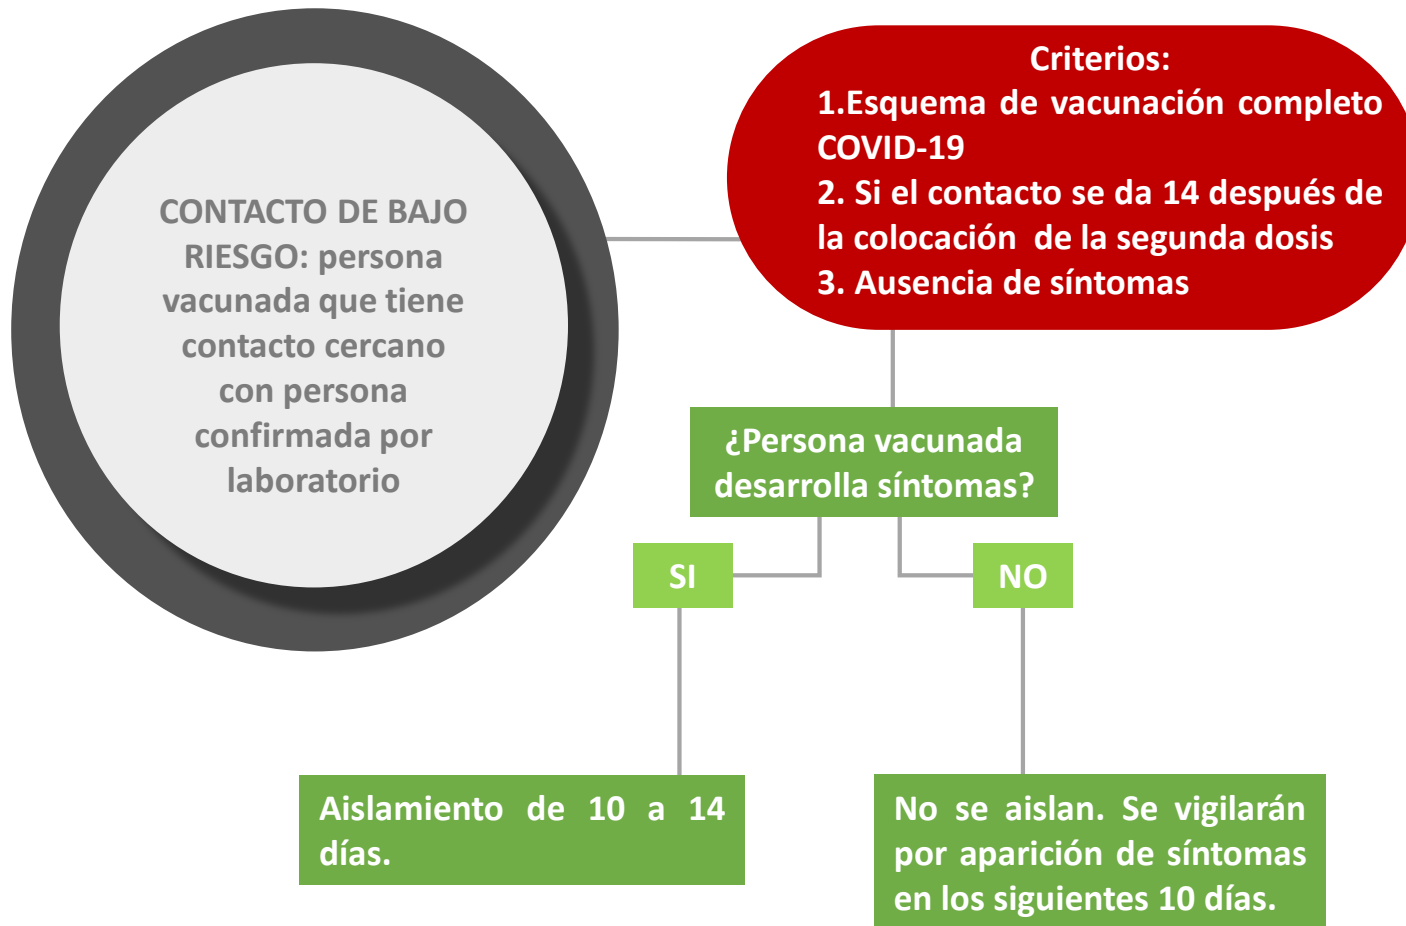 CONTACTO DE BAJO
RIESGO: persona
vacunada que tiene
contacto cercano
con persona
confirmada por
laboratorio
Criterios:
1.Esquema de vacunación completo
COVID-19
2. Si el contacto se da 14 después de
la colocación de la segunda dosis
3. Ausencia de síntomas
¿Persona vacunada
desarrolla síntomas?
SI
NO
Aislamiento de 10 a 14
días.
No se aislan. Se vigilarán
por aparición de síntomas
en los siguientes 10 días.